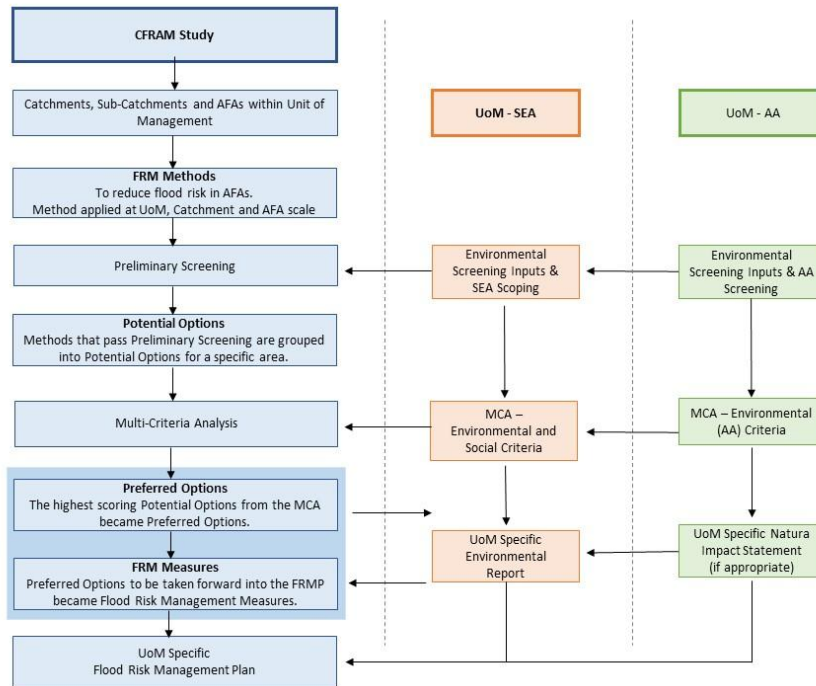 CFRAM Study
Catchments, Sub-Catchments and AFAs within Unit of
Management
FRM Methods
To reduce flood risk in AFAs.
Method applied at UoM, Catchment and AFA scale
Preliminary Screening
Potential Options
Methods that pass Preliminary Screening are grouped
into Potential Options for a specific area.
Multi-Criteria Analysis
Preferred Options
The highest scoring Potential Options from the MCA
became Preferred Options.
FRM Measures
Preferred Options to be taken forward into the FRMP
became Flood Risk Management Measures.
UoM Specific
Flood Risk Management Plan
UoM - SEA
Environmental
Screening Inputs &
SEA Scoping
MCA –
Environmental and
Social Criteria
UoM Specific
Environmental
Report
UoM - AA
Environmental
Screening Inputs & AA
Screening
MCA – Environmental
(AA) Criteria
UoM Specific Natura
Impact Statement
(if appropriate)